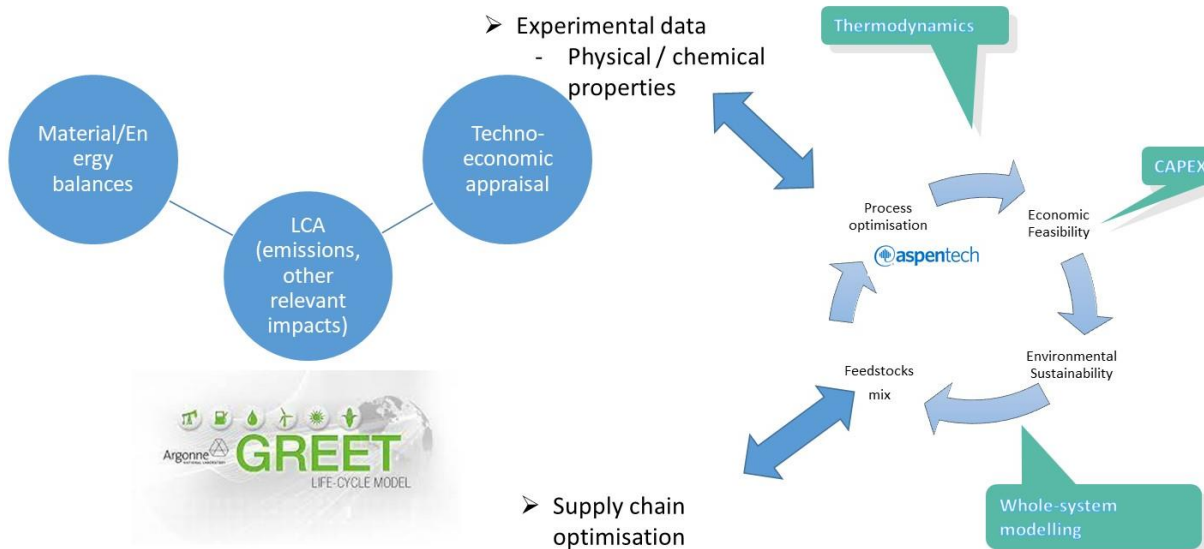 ➢ Experimental data
- Physical / chemical
properties
Thermodynamics
Material/En
ergy
balances
Techno-
economic
appraisal
LCA
(emissions,
other
relevant
impacts)
CAPEX
Process
optimisation
aspentech
Economic
Feasibility
Environmental
Sustainability
Feedstocks
mix
Argonne
NATIONAL LABORATORY
GREET
LIFE-CYCLE MODEL
➢ Supply chain
optimisation
Whole-system
modelling